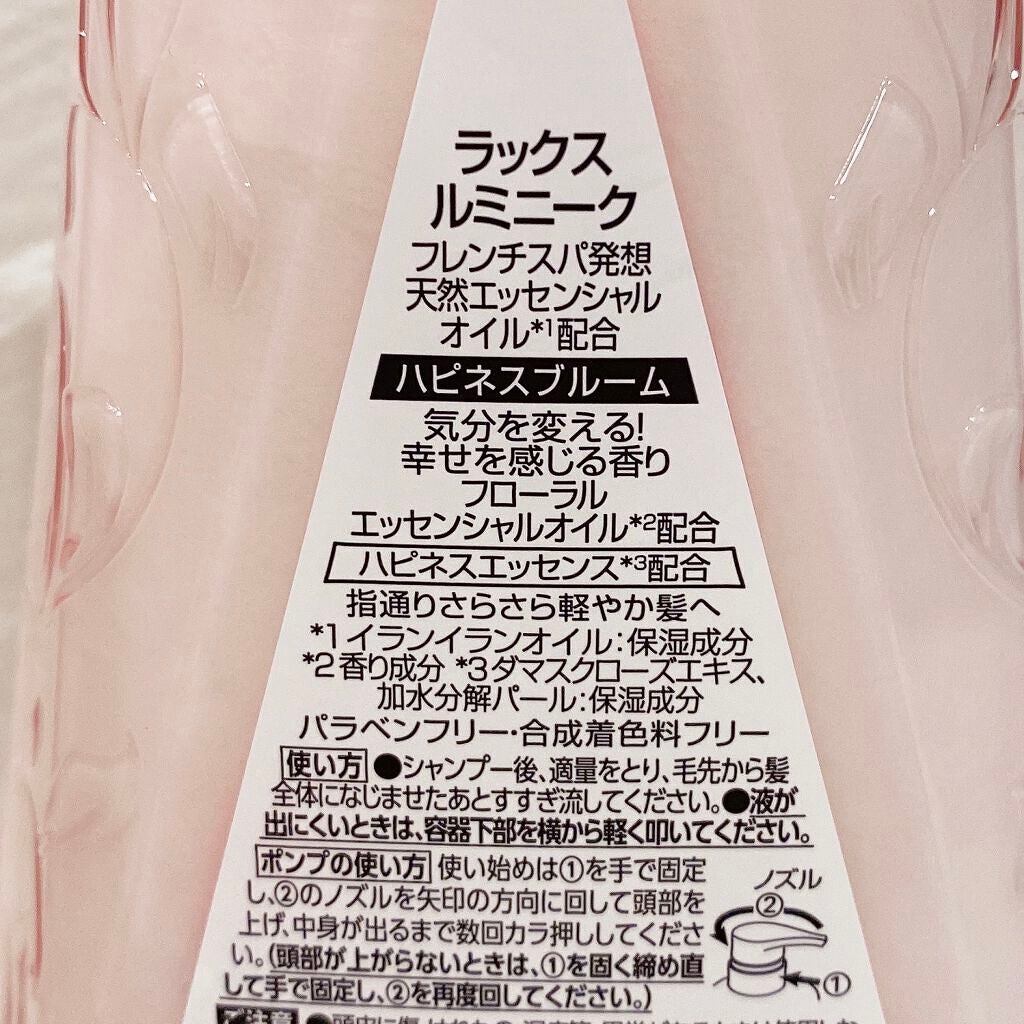 ラックス
ルミニーク
フレンチスパ発想
天然エッセンシャル
オイル*1配合
ハピネスブルーム
気分を変える!
幸せを感じる香り
フローラル
エッセンシャルオイル*2配合
ハピネスエッセンス*3配合
指通りさらさら軽やか髪へ
*1イランイランオイル:保湿成分
*2香り成分 *3ダマスクローズエキス、
加水分解パール:保湿成分
パラベンフリー・合成着色料フリー
使い方 ●シャンプー後、適量をとり、毛先から髪
全体になじませたあとすすぎ流してください。●液が
出にくいときは、容器下部を横から軽く叩いてください。
ポンプの使い方 使い始めは①を手で固定
し、②のノズルを矢印の方向に回して頭部を
上げ、中身が出るまで数回カラ押ししてくださ
い。(頭部が上がらないときは、①を固く締め直
して手で固定し、②を再度回してください。)
ノズル
②
①
ご注意